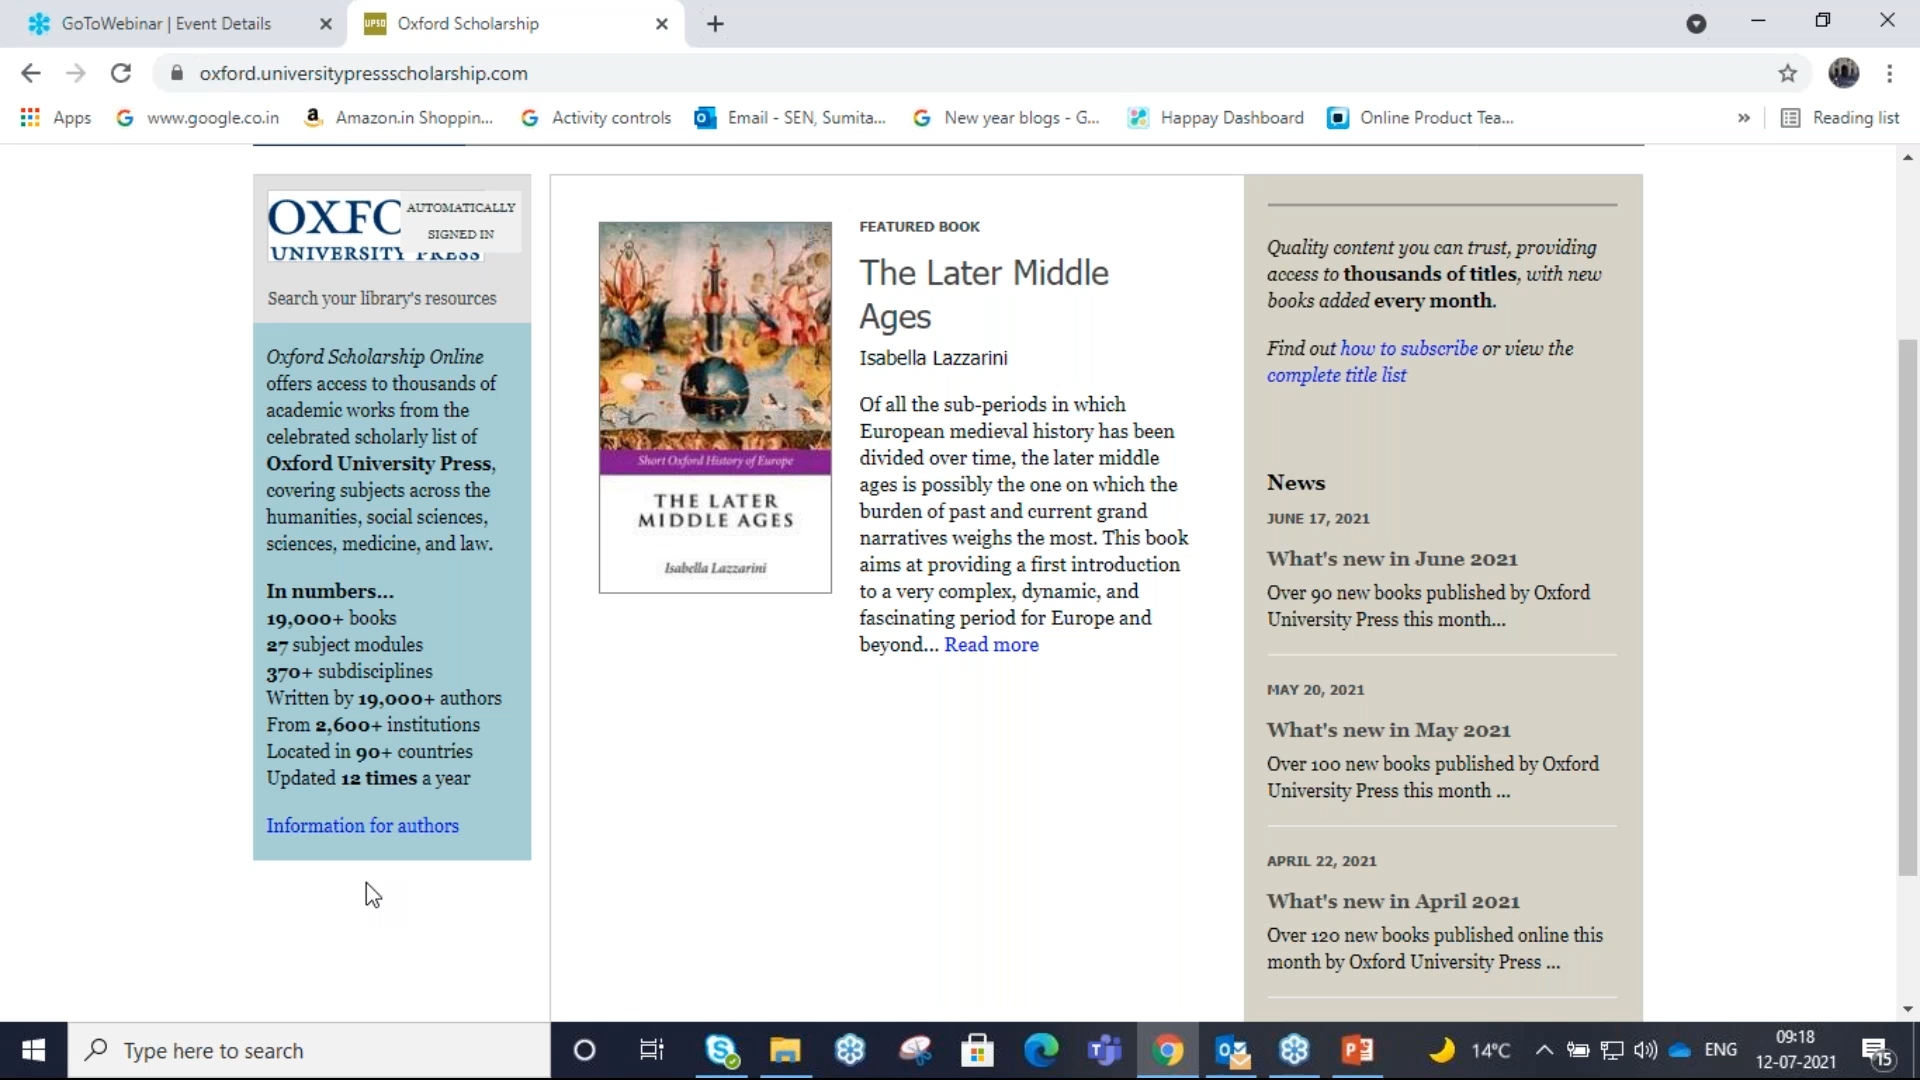 GoToWebinar | Event Details
UPSO
Oxford Scholarship
oxford.universitypressscholarship.com
Apps
www.google.co.in
Amazon.in Shoppin...
Activity controls
Email - SEN, Sumita...
New year blogs - G...
Happay Dashboard
Online Product Tea...
»
Reading list
OXFO
UNIVERSITY PRESS
AUTOMATICALLY
SIGNED IN
Search your library's resources
Oxford Scholarship Online
offers access to thousands of
academic works from the
celebrated scholarly list of
Oxford University Press,
covering subjects across the
humanities, social sciences,
sciences, medicine, and law.
In numbers...
19,000+ books
27 subject modules
370+ subdisciplines
Written by 19,000+ authors
From 2,600+ institutions
Located in 90+ countries
Updated 12 times a year
Information for authors
Short Oxford History of Europe
THE LATER
MIDDLE AGES
Isabella Lazzarini
FEATURED BOOK
The Later Middle
Ages
Isabella Lazzarini
Of all the sub-periods in which
European medieval history has been
divided over time, the later middle
ages is possibly the one on which the
burden of past and current grand
narratives weighs the most. This book
aims at providing a first introduction
to a very complex, dynamic, and
fascinating period for Europe and
beyond... Read more
Quality content you can trust, providing
access to thousands of titles, with new
books added every month.
Find out how to subscribe or view the
complete title list
News
JUNE 17, 2021
What's new in June 2021
Over 90 new books published by Oxford
University Press this month...
MAY 20, 2021
What's new in May 2021
Over 100 new books published by Oxford
University Press this month ...
APRIL 22, 2021
What's new in April 2021
Over 120 new books published online this
month by Oxford University Press ...
Type here to search
14°C
ENG
09:18
12-07-2021
15